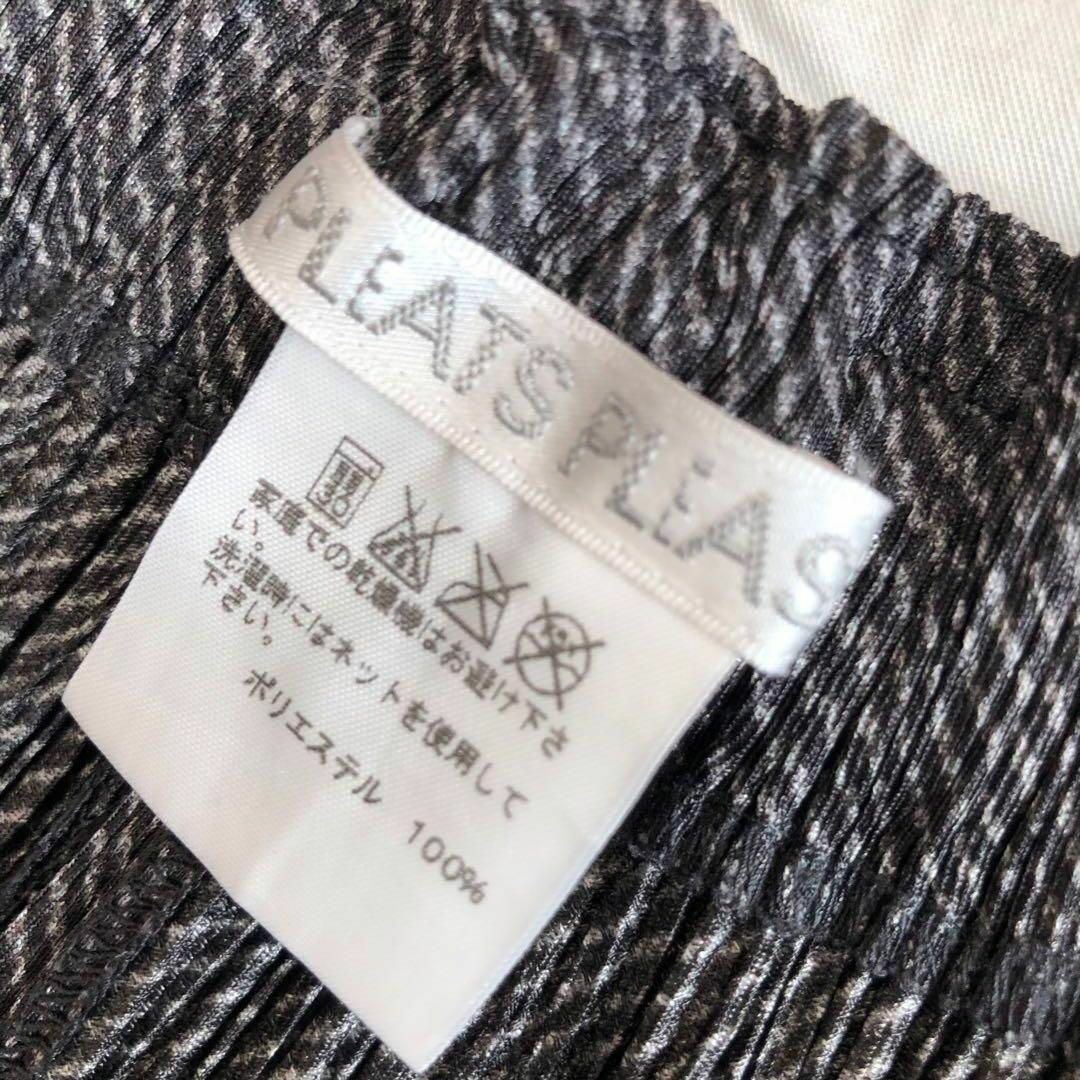 PLEATS PLEAS
家庭での乾燥機はお避け下さ
い。
洗濯時にはネットを使用して
下さい。
ポリエステル 100%